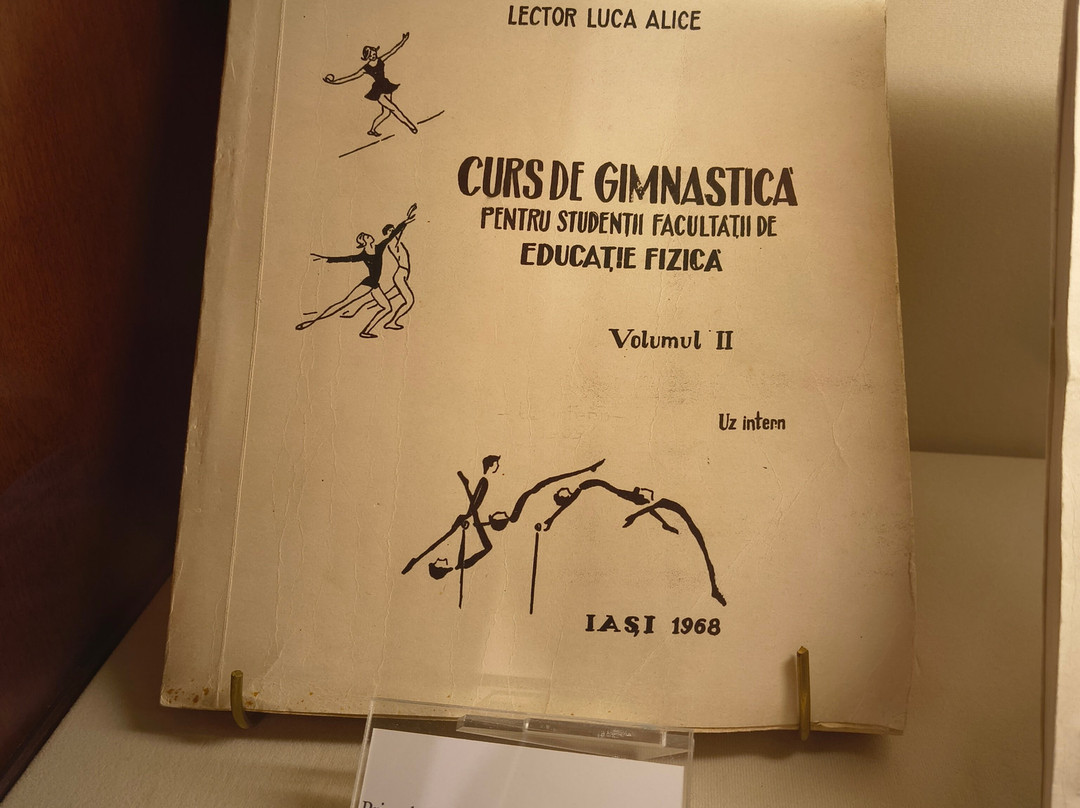 LECTOR LUCA ALICE
CURS DE GIMNASTICĂ
PENTRU STUDENȚII FACULTĂȚII DE
EDUCAȚIE FIZICĂ
Volumul II
Uz intern
IAȘI 1968